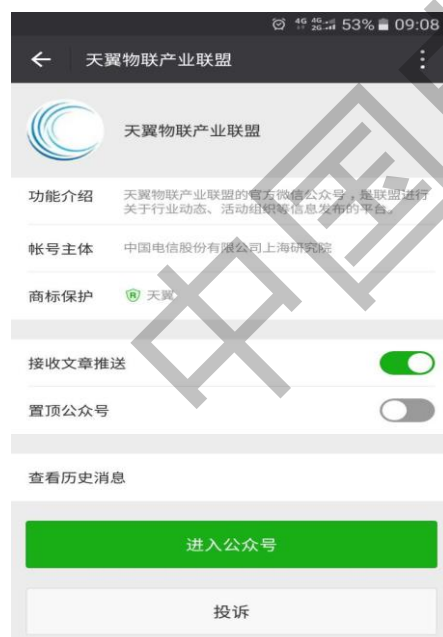 4G 4G 2G 53% 09:08
天翼物联产业联盟
天翼物联产业联盟
功能介绍 天翼物联产业联盟的官方微信公众号，是联盟进行
关于行业动态、活动组织等信息发布的平台。
帐号主体 中国电信股份有限公司上海研究院
商标保护 ® 天翼
接收文章推送
置顶公众号
查看历史消息
进入公众号
投诉